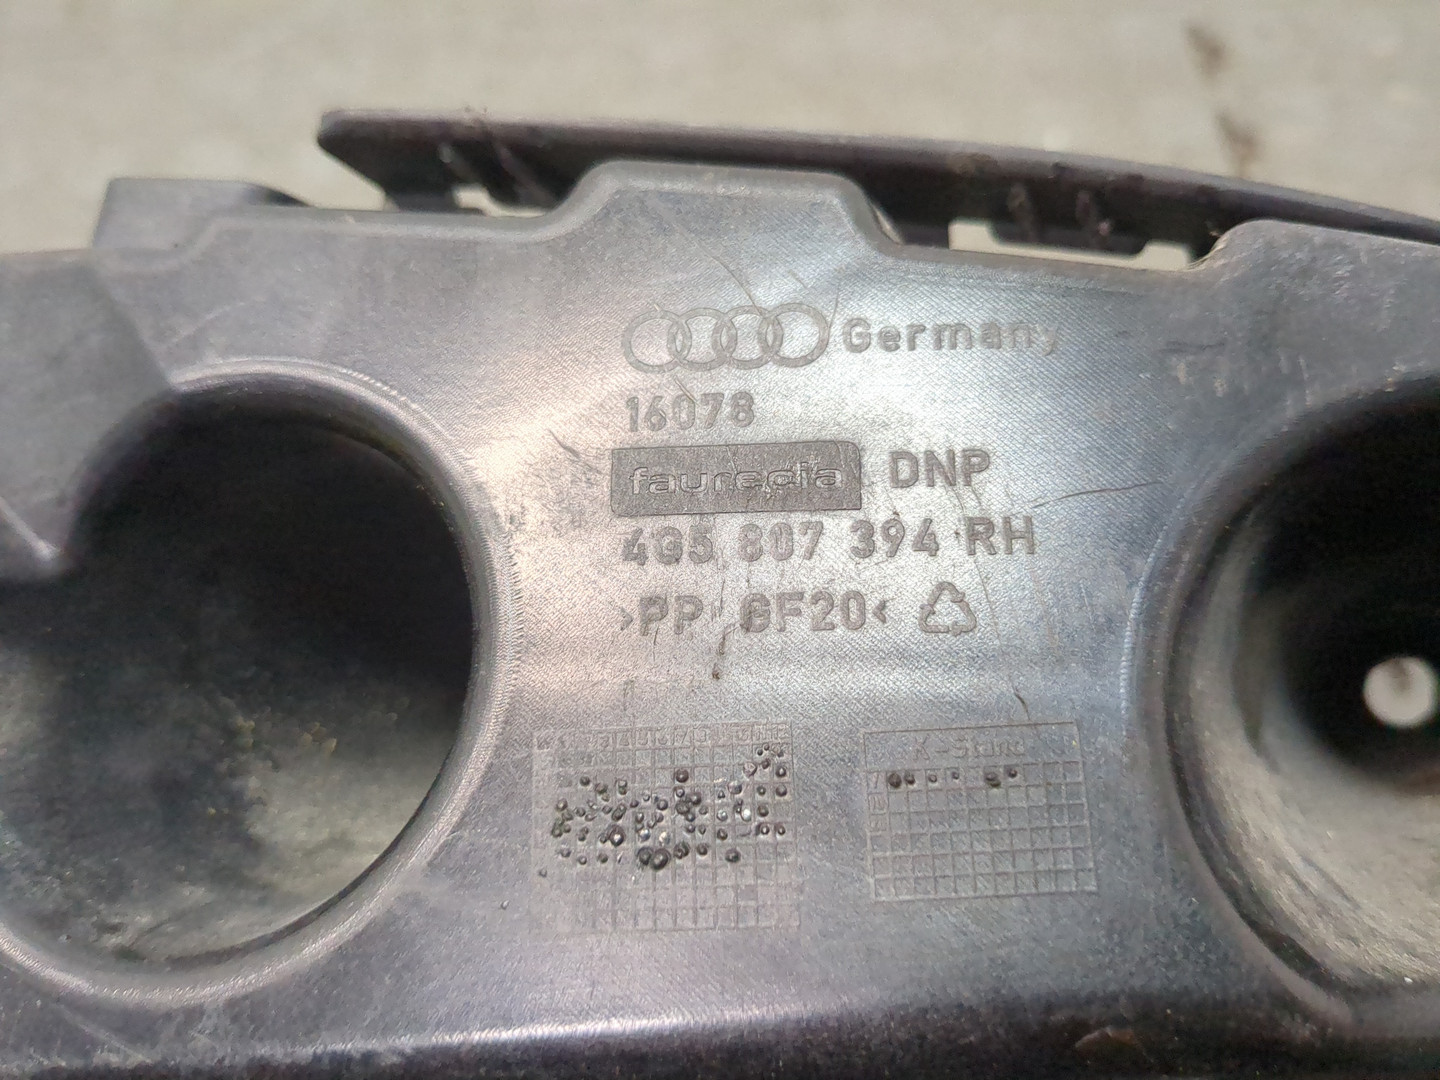 Germany
16078
faurecia DNP
4G5 807 394 RH
>PP GF20<
X-Stand